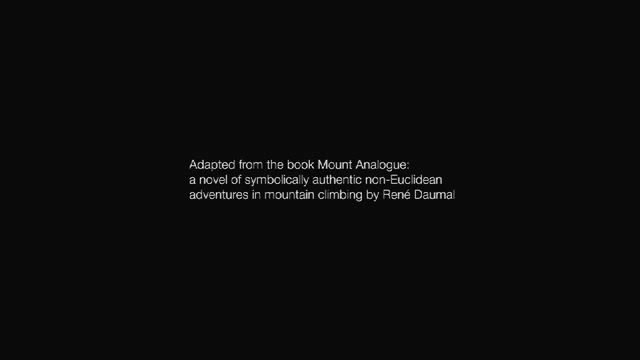 Adapted from the book Mount Analogue:
a novel of symbolically authentic non-Euclidean
adventures in mountain climbing by René Daumal